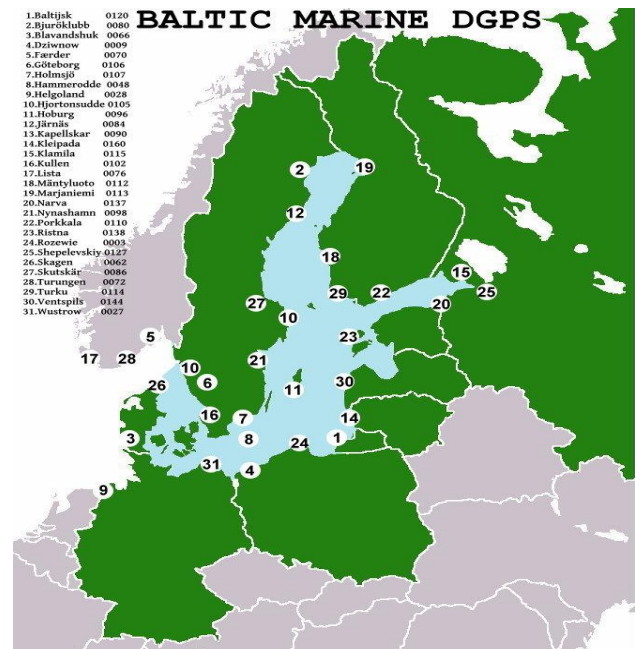 BALTIC MARINE DGPS
1.Baltijsk 0120
2.Bjuröklubb 0080
3.Blavandshuk 0066
4.Dziwnow 0009
5.Færder 0070
6.Göteborg 0106
7.Holmsjö 0107
8.Hammerodde 0048
9.Helgoland 0028
10.Hjortonsudde 0105
11.Hoburg 0096
12.Järnäs 0084
13.Kapellskar 0090
14.Kleipada 0160
15.Klamila 0115
16.Kullen 0102
17.Lista 0076
18.Mäntyluoto 0112
19.Marjaniemi 0113
20.Narva 0137
21.Nynashamn 0098
22.Porkkala 0110
23.Ristna 0138
24.Rozewie 0003
25.Shepelevskiy 0127
26.Skagen 0062
27.Skutskär 0086
28.Turungen 0072
29.Turku 0114
30.Ventspils 0144
31.Wustrow 0027
2
19
12
18
15
27
29
22
25
20
10
5
23
17
28
21
10
26
6
30
11
16
7
14
3
8
24
1
31
4
9